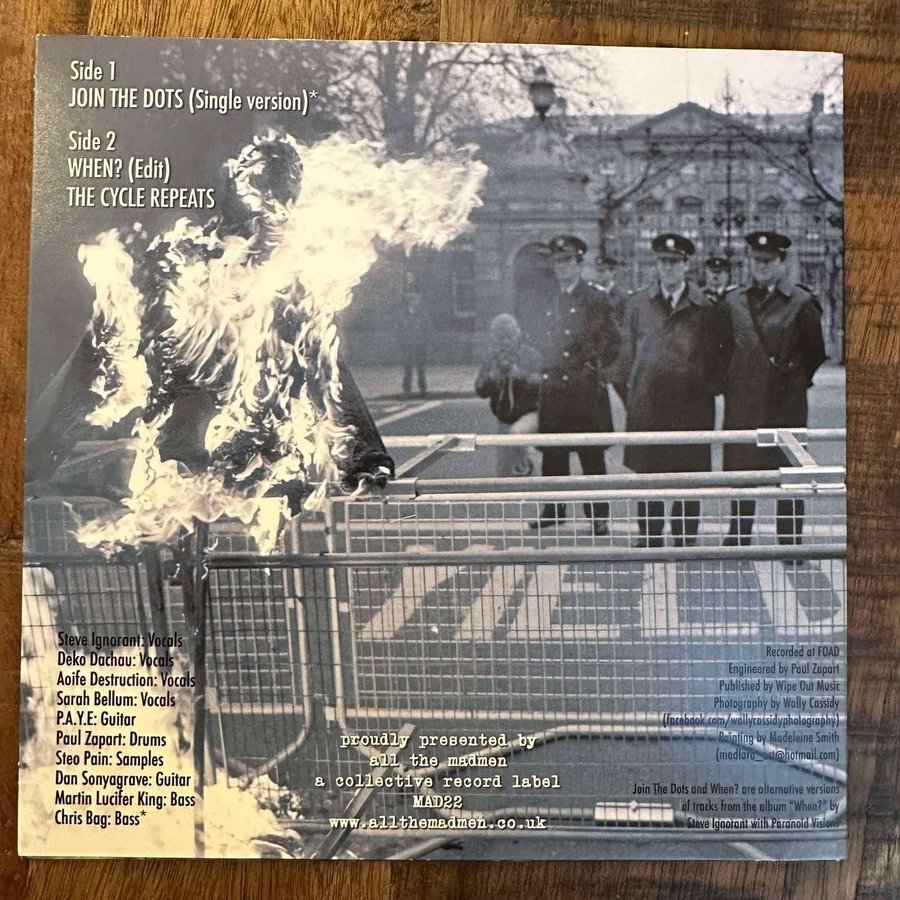 Side 1
JOIN THE DOTS (Single version)*
Side 2
WHEN? (Edit)
THE CYCLE REPEATS
Steve Ignorant: Vocals
Deko Dachau: Vocals
Aoife Destruction: Vocals
Sarah Bellum: Vocals
P.A.Y.E: Guitar
Paul Zapart: Drums
Steo Pain: Samples
Dan Sonyagrave: Guitar
Martin Lucifer King: Bass
Chris Bag: Bass*
proudly presented by
all the madmen
a collective record label
MAD22
www.allthemadmen.co.uk
Recorded at FOAD
Engineered by Paul Zapart
Published by Wipe Out Music
Photography by Wally Cassidy
(facebook.com/wallycassidyphotography)
Painting by Madeleine Smith
(madlara_art@hotmail.com)
Join The Dots and When? are alternative versions
of tracks from the album "When?" by
Steve Ignorant with Paranoid Visions